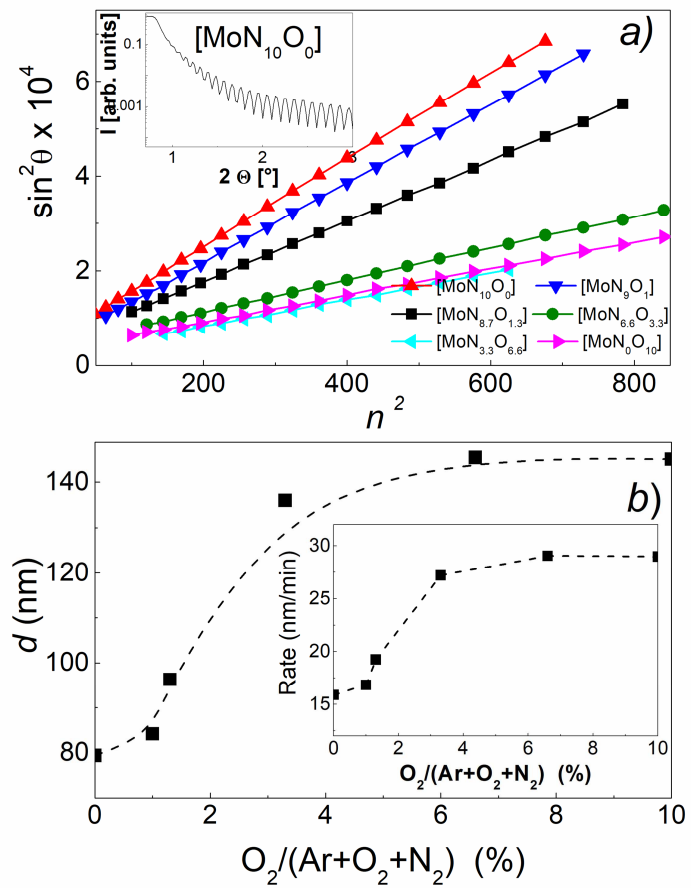 a)
[MoN10O0]
I [arb. units]
0.1
.001
1 2 3
2 Θ [°]
sin²θ x 10⁴
6
4
2
0
[MoN10O0] [MoN9O1]
[MoN8.7O1.3] [MoN6.6O3.3]
[MoN3.3O6.6] [MoN0O10]
200 400 600 800
n ²
b)
d (nm)
140
120
100
80
0 2 4 6 8 10
O2/(Ar+O2+N2) (%)
Rate (nm/min)
30
25
20
15
0 2 4 6 8 10
O2/(Ar+O2+N2) (%)